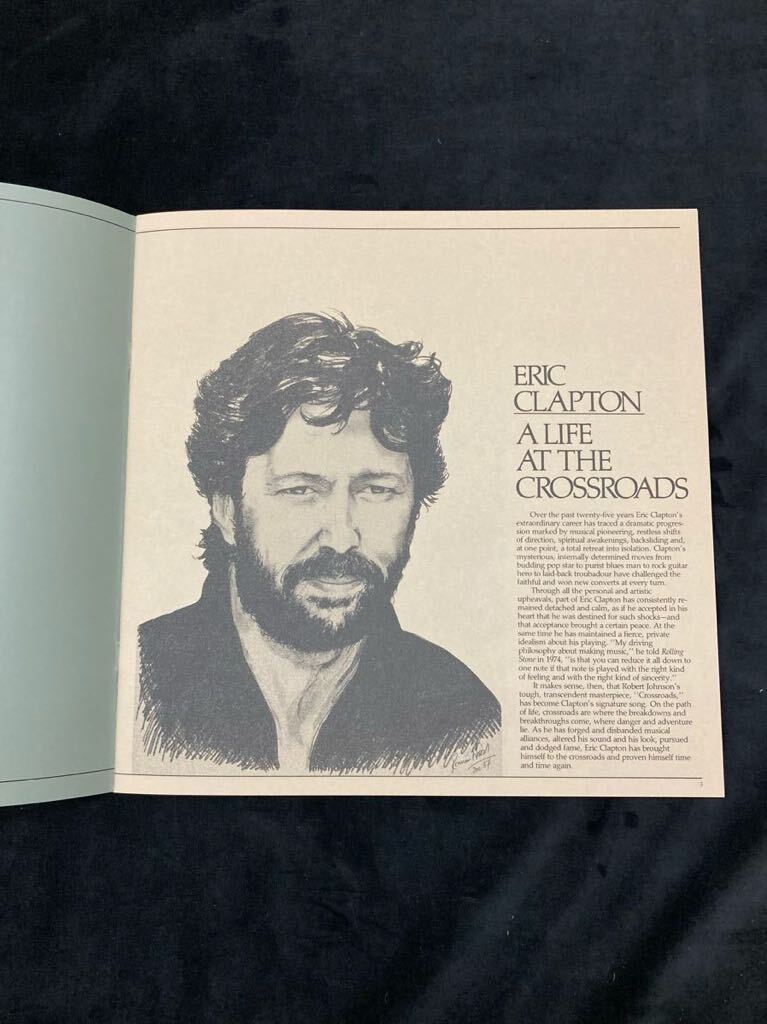 ERIC
CLAPTON
A LIFE
AT THE
CROSSROADS
Over the past twenty-five years Eric Clapton's
extraordinary career has traced a dramatic progres-
sion marked by musical pioneering, restless shifts
of direction, spiritual awakenings, backsliding and,
at one point, a total retreat into isolation. Clapton's
mysterious, internally determined moves from
budding pop star to purist blues man to rock guitar
hero to laid-back troubadour have challenged the
faithful and won new converts at every turn.
Through all the personal and artistic
upheavals, part of Eric Clapton has consistently re-
mained detached and calm, as if he accepted in his
heart that he was destined for such shocks—and
that acceptance brought a certain peace. At the
same time he has maintained a fierce, private
idealism about his playing. "My driving
philosophy about making music," he told Rolling
Stone in 1974, "is that you can reduce it all down to
one note if that note is played with the right kind
of feeling and with the right kind of sincerity."
It makes sense, then, that Robert Johnson's
tough, transcendent masterpiece, "Crossroads,"
has become Clapton's signature song. On the path
of life, crossroads are where the breakdowns and
breakthroughs come, where danger and adventure
lie. As he has forged and disbanded musical
alliances, altered his sound and his look, pursued
and dodged fame, Eric Clapton has brought
himself to the crossroads and proven himself time
and time again.
3